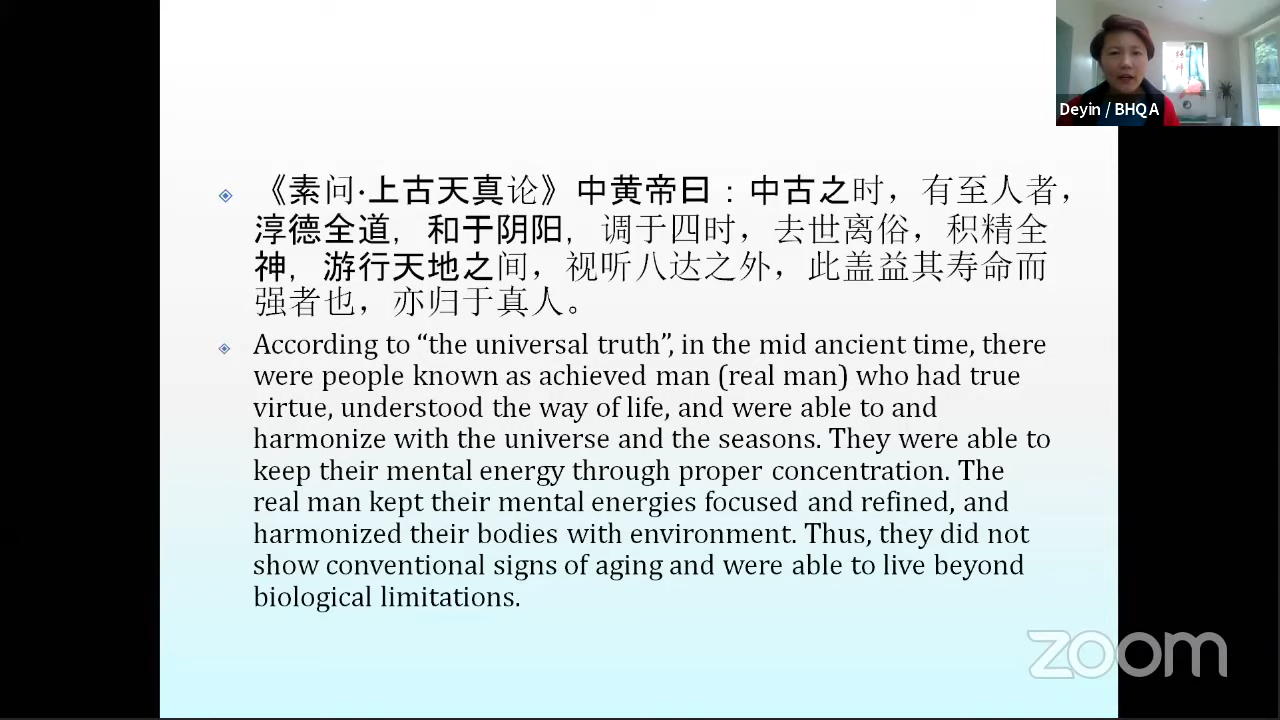 Deyin / BHQA
《素问·上古天真论》中黄帝曰：中古之时，有至人者，
淳德全道，和于阴阳，调于四时，去世离俗，积精全
神，游行天地之间，视听八达之外，此盖益其寿命而
强者也，亦归于真人。
According to “the universal truth”, in the mid ancient time, there
were people known as achieved man (real man) who had true
virtue, understood the way of life, and were able to and
harmonize with the universe and the seasons. They were able to
keep their mental energy through proper concentration. The
real man kept their mental energies focused and refined, and
harmonized their bodies with environment. Thus, they did not
show conventional signs of aging and were able to live beyond
biological limitations.
zoom